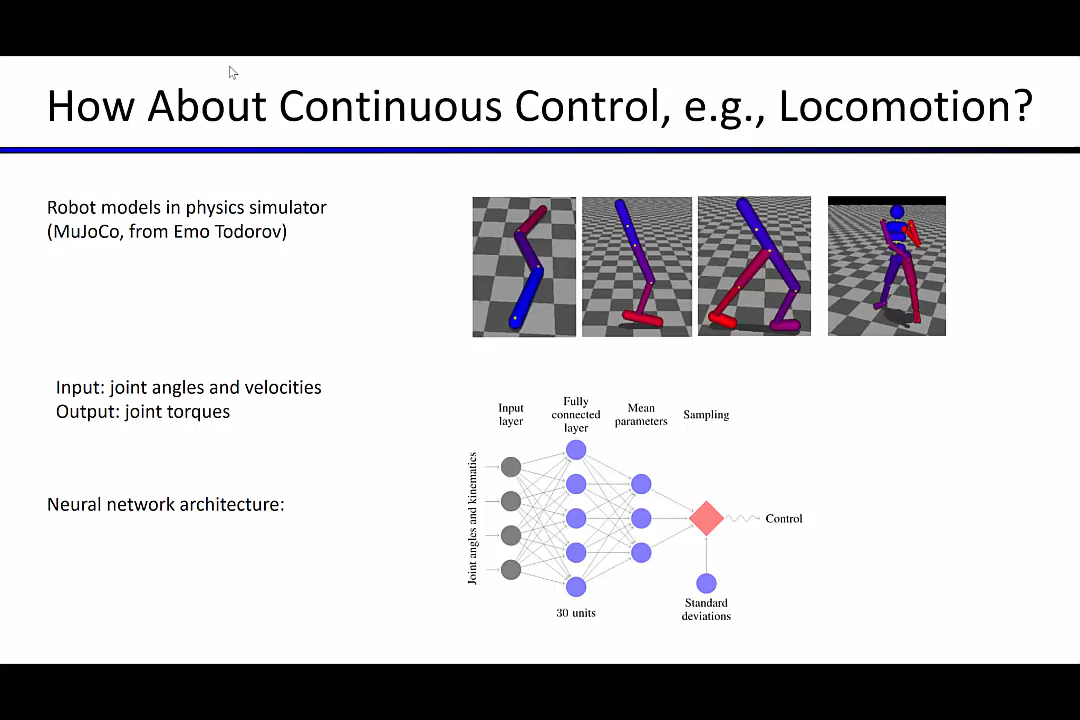 How About Continuous Control, e.g., Locomotion?
Robot models in physics simulator
(MuJoCo, from Emo Todorov)
Input: joint angles and velocities
Output: joint torques
Neural network architecture:
Input
layer
Fully
connected
layer
Mean
parameters
Sampling
Joint angles and kinematics
Control
30 units
Standard
deviations